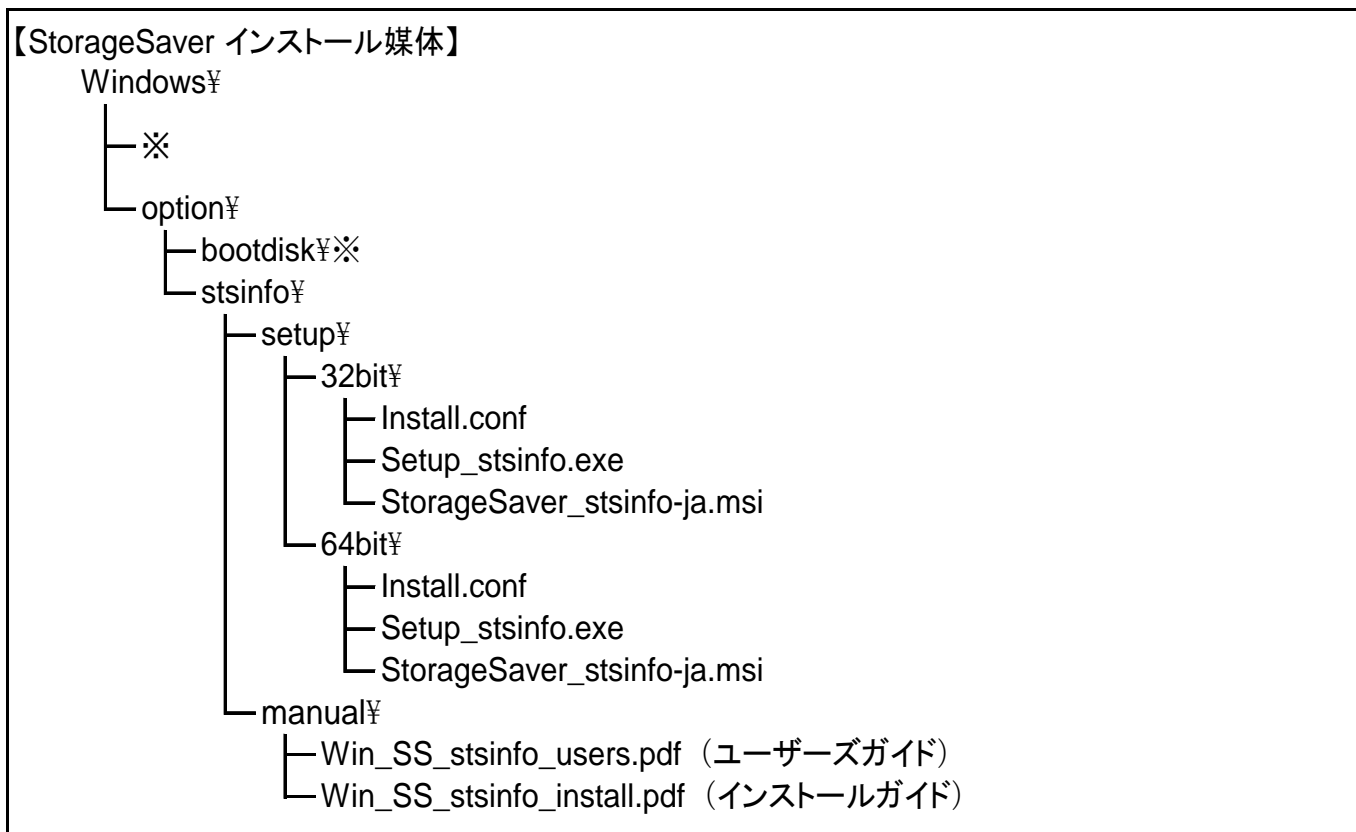 【StorageSaver インストール媒体】
Windows¥
※
option¥
bootdisk¥※
stsinfo¥
setup¥
32bit¥
Install.conf
Setup_stsinfo.exe
StorageSaver_stsinfo-ja.msi
64bit¥
Install.conf
Setup_stsinfo.exe
StorageSaver_stsinfo-ja.msi
manual¥
Win_SS_stsinfo_users.pdf（ユーザーズガイド）
Win_SS_stsinfo_install.pdf（インストールガイド）